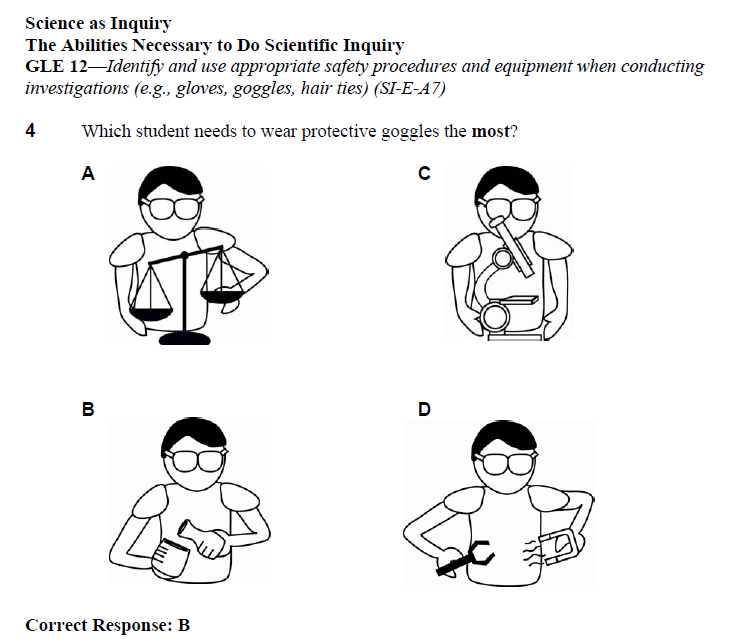 Science as Inquiry
The Abilities Necessary to Do Scientific Inquiry
GLE 12—Identify and use appropriate safety procedures and equipment when conducting
investigations (e.g., gloves, goggles, hair ties) (SI-E-A7)
4 Which student needs to wear protective goggles the most?
A
C
B
D
Correct Response: B